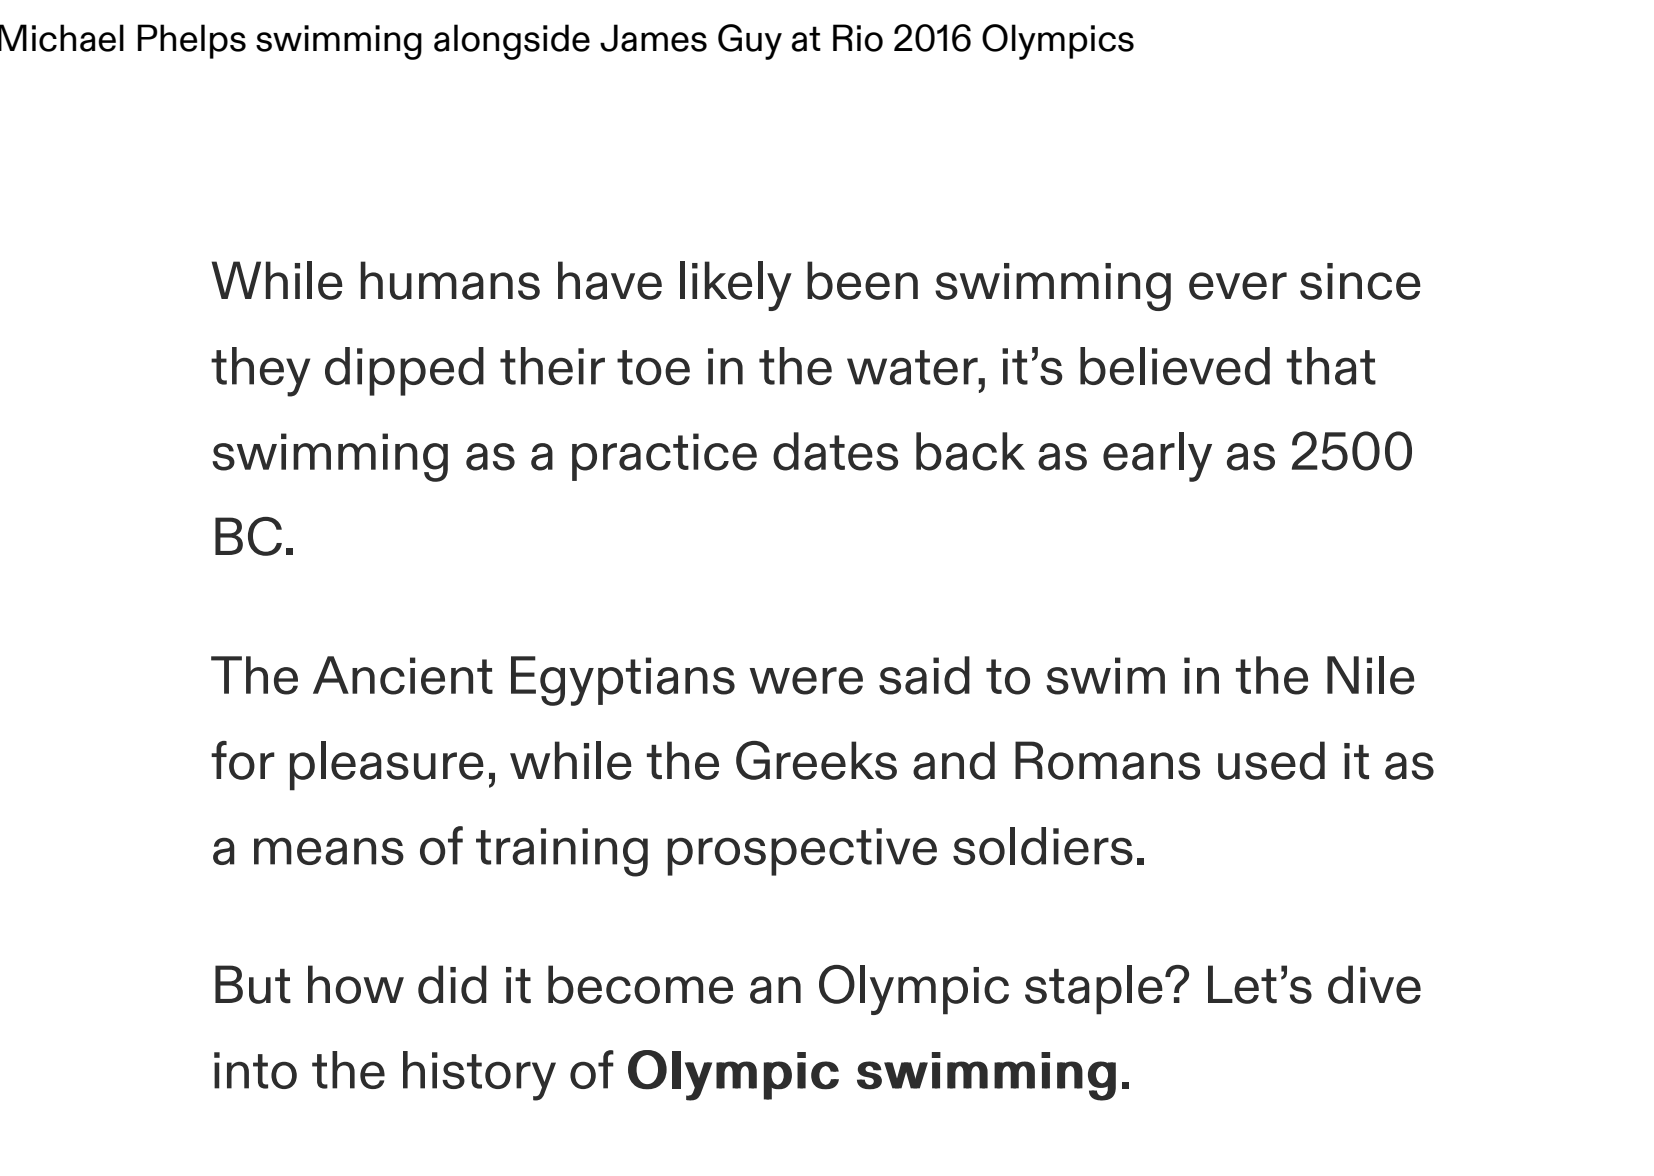 Michael Phelps swimming alongside James Guy at Rio 2016 Olympics
While humans have likely been swimming ever since
they dipped their toe in the water, it’s believed that
swimming as a practice dates back as early as 2500
BC.
The Ancient Egyptians were said to swim in the Nile
for pleasure, while the Greeks and Romans used it as
a means of training prospective soldiers.
But how did it become an Olympic staple? Let’s dive
into the history of Olympic swimming.